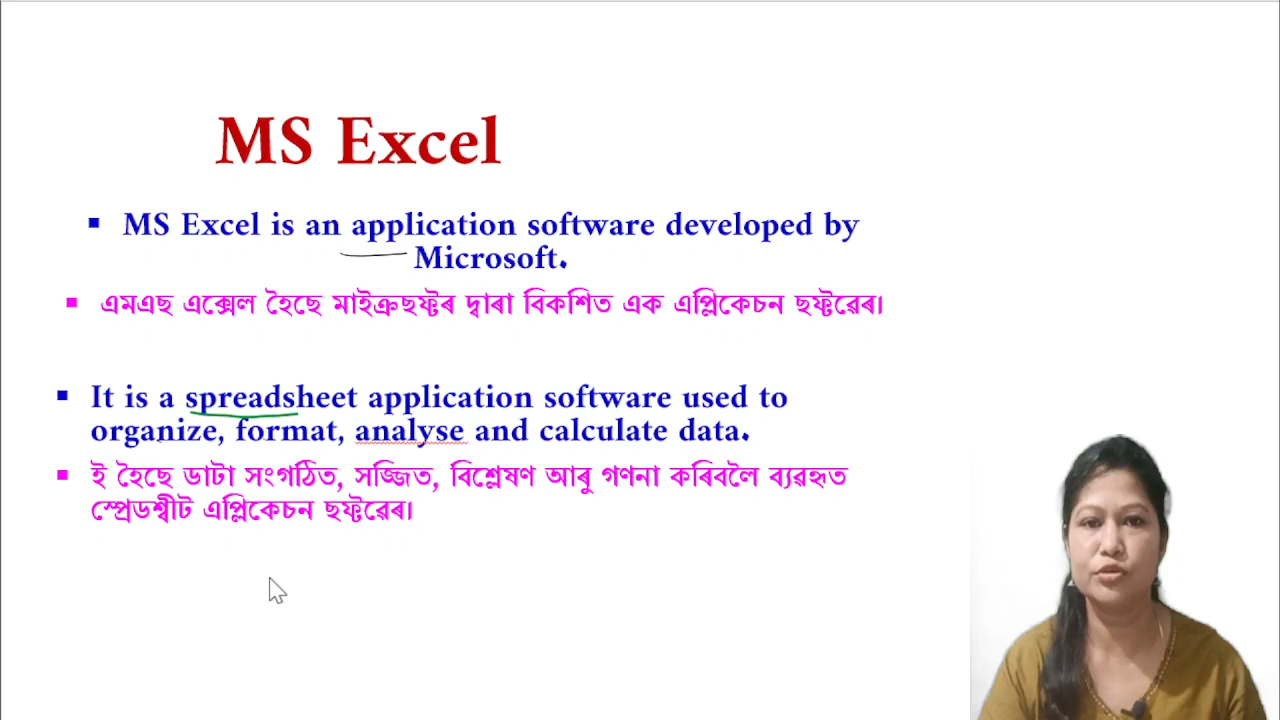 MS Excel
MS Excel is an application software developed by
Microsoft.
এমএছ এক্সেল হৈছে মাইক্ৰছফ্টৰ দ্বাৰা বিকশিত এক এপ্লিকেচন ছফ্টৱেৰ।
It is a spreadsheet application software used to
organize, format, analyse and calculate data.
ই হৈছে ডাটা সংগঠিত, সজ্জিত, বিশ্লেষণ আৰু গণনা কৰিবলৈ ব্যৱহৃত
স্প্ৰেডশ্বীট এপ্লিকেচন ছফ্টৱেৰ।